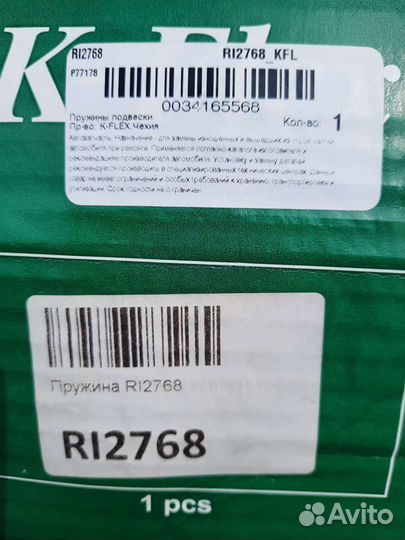 K-Flex
RI2768 RI2768_KFL
P77178
0034165568
Пружины подвески
Пр-во: K-FLEX,Чехия Кол-во: 1
Автозапчасть. Назначение - для замены изношенных и вышедших из строя частей
автомобиля при ремонте. Применяется согласно каталога изготовителя и
рекомендациям производителя автомобиля. Установку и замену детали
рекомендуется производить в специализированных технических центрах. Данный
товар не имеет ограничений и особых требований к хранению, транспортировке и
утилизации. Срок годности не ограничен.
Пружина RI2768
RI2768
1 pcs
Avito